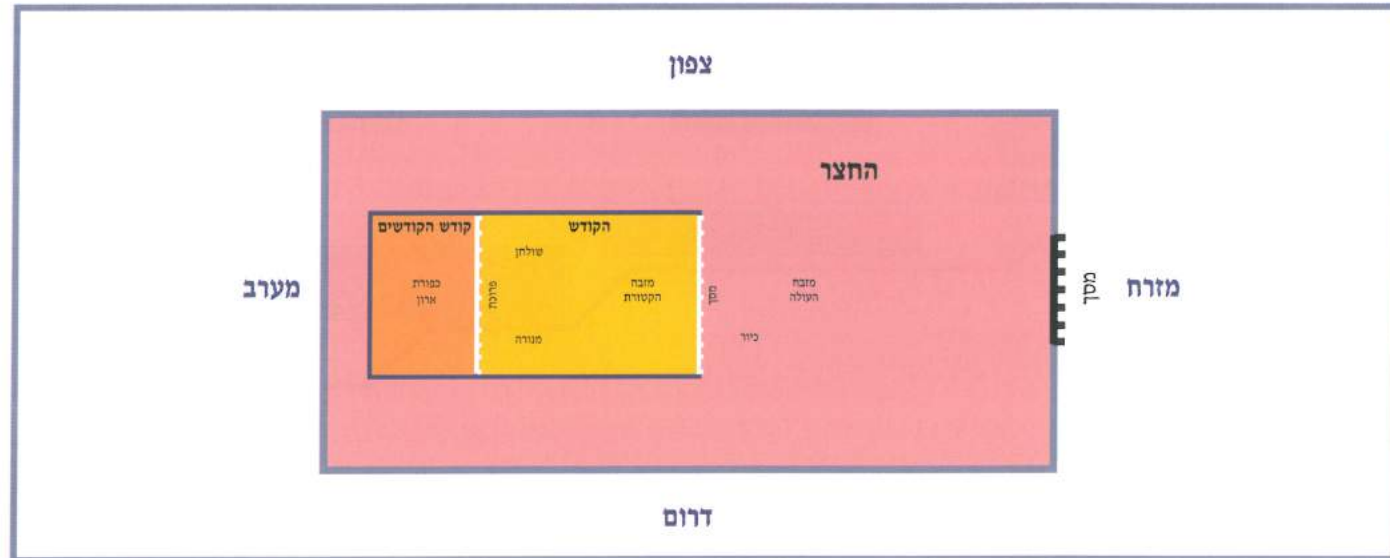 צפון
החצר
קודש הקודשים
הקודש
שולחן
מזרח
מסך
מזבח
העולה
מסך
מזבח
הקטורת
פרוכת
כפורת
ארון
מערב
כיור
מנורה
דרום